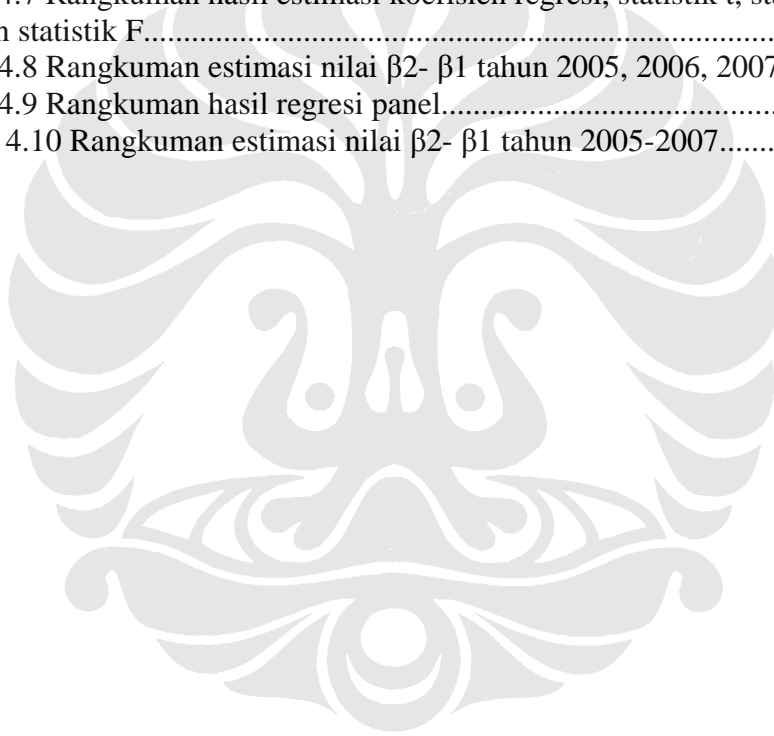 4.7 Rangkuman hasil estimasi koefisien regresi, statistik t,
statistik F....................................................................................
4.8 Rangkuman estimasi nilai β2- β1 tahun 2005, 2006, 2007
4.9 Rangkuman hasil regresi panel............................................
4.10 Rangkuman estimasi nilai β2- β1 tahun 2005-2007.......